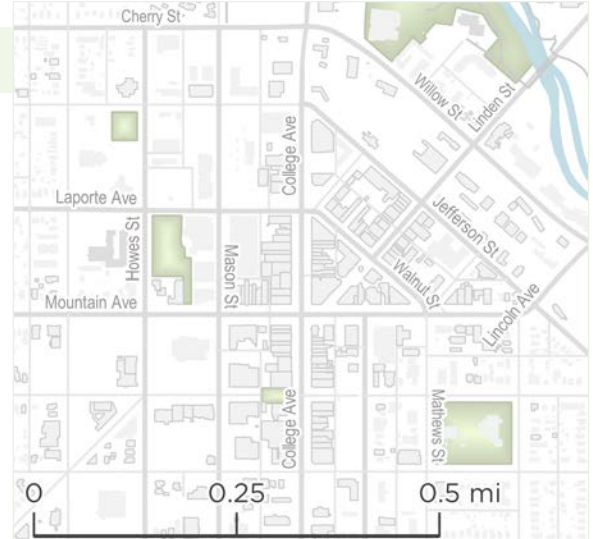 Cherry St
Willow St
Linden St
College Ave
Laporte Ave
Jefferson St
Howes St
Mason St
Walnut St
Mountain Ave
Lincoln Ave
College Ave
Mathews St
0 0.25 0.5 mi